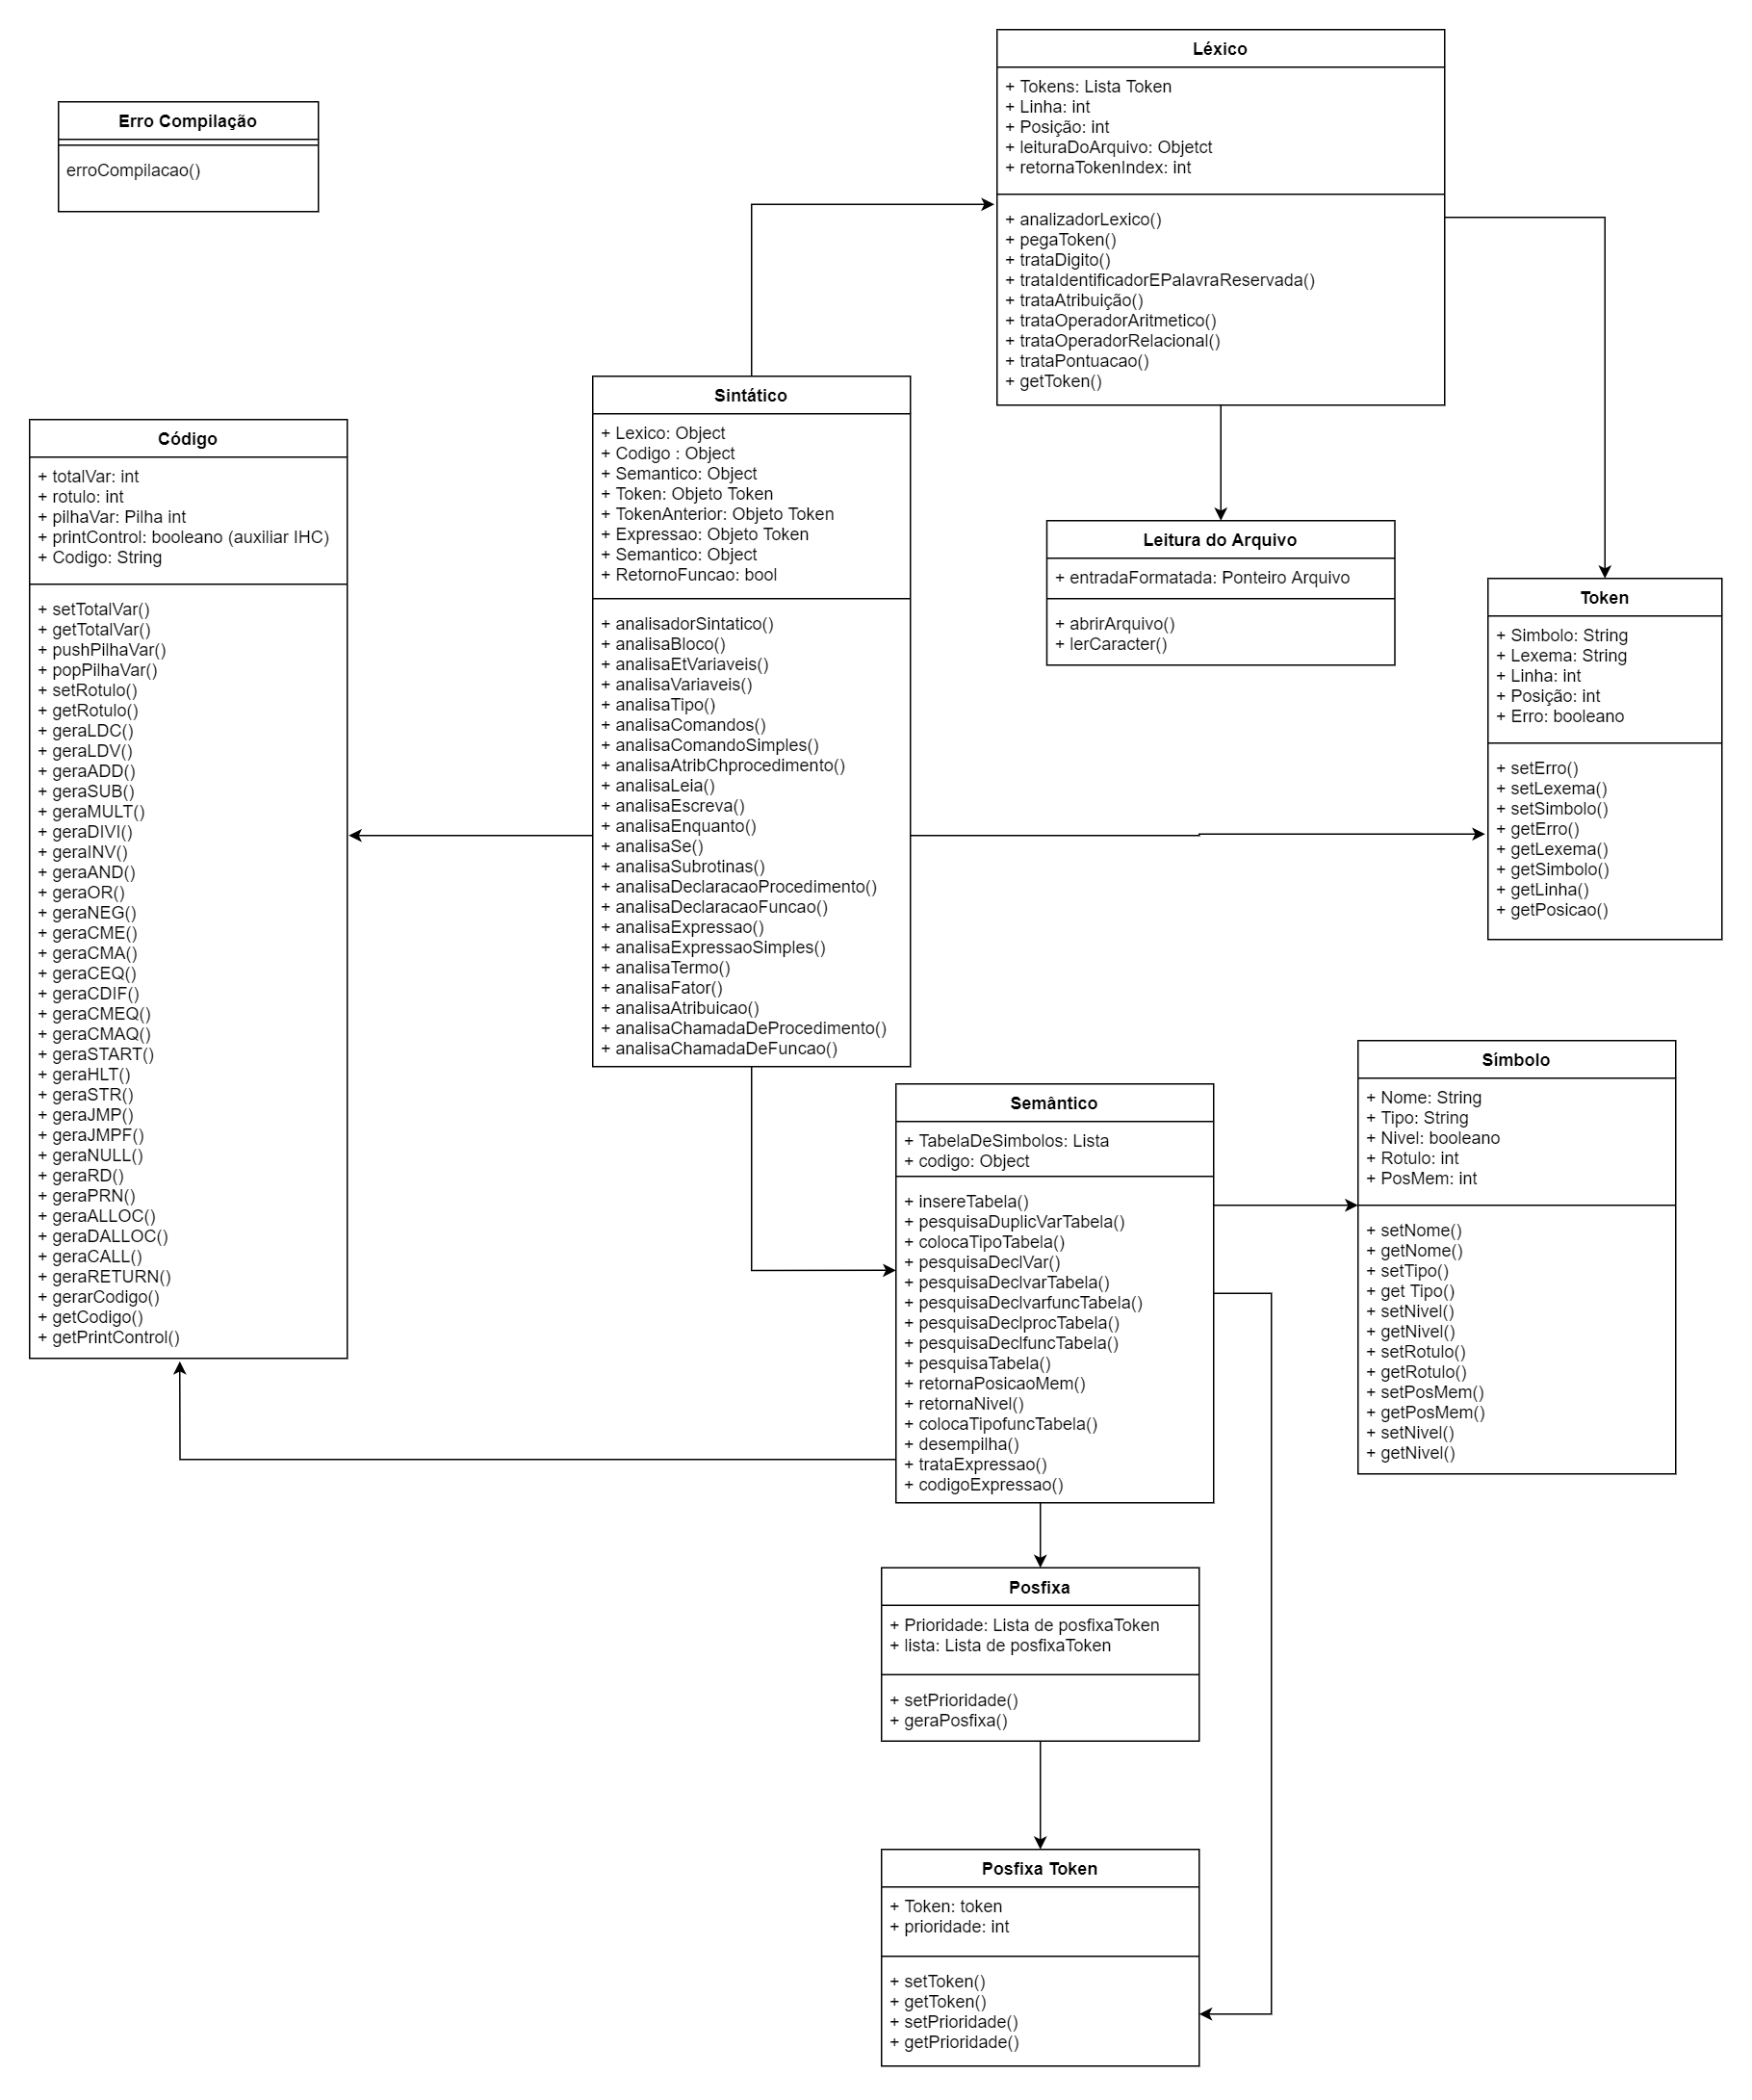 Léxico
+ Tokens: Lista Token
+ Linha: int
+ Posição: int
+ leituraDoArquivo: Objetct
+ retornaTokenIndex: int
+ analizadorLexico()
+ pegaToken()
+ trataDigito()
+ trataIdentificadorEPalavraReservada()
+ trataAtribuição()
+ trataOperadorAritmetico()
+ trataOperadorRelacional()
+ trataPontuacao()
+ getToken()
Erro Compilação
erroCompilacao()
Sintático
+ Lexico: Object
+ Codigo : Object
+ Semantico: Object
+ Token: Objeto Token
+ TokenAnterior: Objeto Token
+ Expressao: Objeto Token
+ Semantico: Object
+ RetornoFuncao: bool
+ analisadorSintatico()
+ analisaBloco()
+ analisaEtVariaveis()
+ analisaVariaveis()
+ analisaTipo()
+ analisaComandos()
+ analisaComandoSimples()
+ analisaAtribChprocedimento()
+ analisaLeia()
+ analisaEscreva()
+ analisaEnquanto()
+ analisaSe()
+ analisaSubrotinas()
+ analisaDeclaracaoProcedimento()
+ analisaDeclaracaoFuncao()
+ analisaExpressao()
+ analisaExpressaoSimples()
+ analisaTermo()
+ analisaFator()
+ analisaAtribuicao()
+ analisaChamadaDeProcedimento()
+ analisaChamadaDeFuncao()
Código
+ totalVar: int
+ rotulo: int
+ pilhaVar: Pilha int
+ printControl: booleano (auxiliar IHC)
+ Codigo: String
+ setTotalVar()
+ getTotalVar()
+ pushPilhaVar()
+ popPilhaVar()
+ setRotulo()
+ getRotulo()
+ geraLDC()
+ geraLDV()
+ geraADD()
+ geraSUB()
+ geraMULT()
+ geraDIVI()
+ geraINV()
+ geraAND()
+ geraOR()
+ geraNEG()
+ geraCME()
+ geraCMA()
+ geraCEQ()
+ geraCDIF()
+ geraCMEQ()
+ geraCMAQ()
+ geraSTART()
+ geraHLT()
+ geraSTR()
+ geraJMP()
+ geraJMPF()
+ geraNULL()
+ geraRD()
+ geraPRN()
+ geraALLOC()
+ geraDALLOC()
+ geraCALL()
+ geraRETURN()
+ gerarCodigo()
+ getCodigo()
+ getPrintControl()
Leitura do Arquivo
+ entradaFormatada: Ponteiro Arquivo
+ abrirArquivo()
+ lerCaracter()
Token
+ Simbolo: String
+ Lexema: String
+ Linha: int
+ Posição: int
+ Erro: booleano
+ setErro()
+ setLexema()
+ setSimbolo()
+ getErro()
+ getLexema()
+ getSimbolo()
+ getLinha()
+ getPosicao()
Símbolo
+ Nome: String
+ Tipo: String
+ Nivel: booleano
+ Rotulo: int
+ PosMem: int
+ setNome()
+ getNome()
+ setTipo()
+ get Tipo()
+ setNivel()
+ getNivel()
+ setRotulo()
+ getRotulo()
+ setPosMem()
+ getPosMem()
+ setNivel()
+ getNivel()
Semântico
+ TabelaDeSimbolos: Lista
+ codigo: Object
+ insereTabela()
+ pesquisaDuplicVarTabela()
+ colocaTipoTabela()
+ pesquisaDeclVar()
+ pesquisaDeclvarTabela()
+ pesquisaDeclvarfuncTabela()
+ pesquisaDeclprocTabela()
+ pesquisaDeclfuncTabela()
+ pesquisaTabela()
+ retornaPosicaoMem()
+ retornaNivel()
+ colocaTipofuncTabela()
+ desempilha()
+ trataExpressao()
+ codigoExpressao()
Posfixa
+ Prioridade: Lista de posfixaToken
+ lista: Lista de posfixaToken
+ setPrioridade()
+ geraPosfixa()
Posfixa Token
+ Token: token
+ prioridade: int
+ setToken()
+ getToken()
+ setPrioridade()
+ getPrioridade()